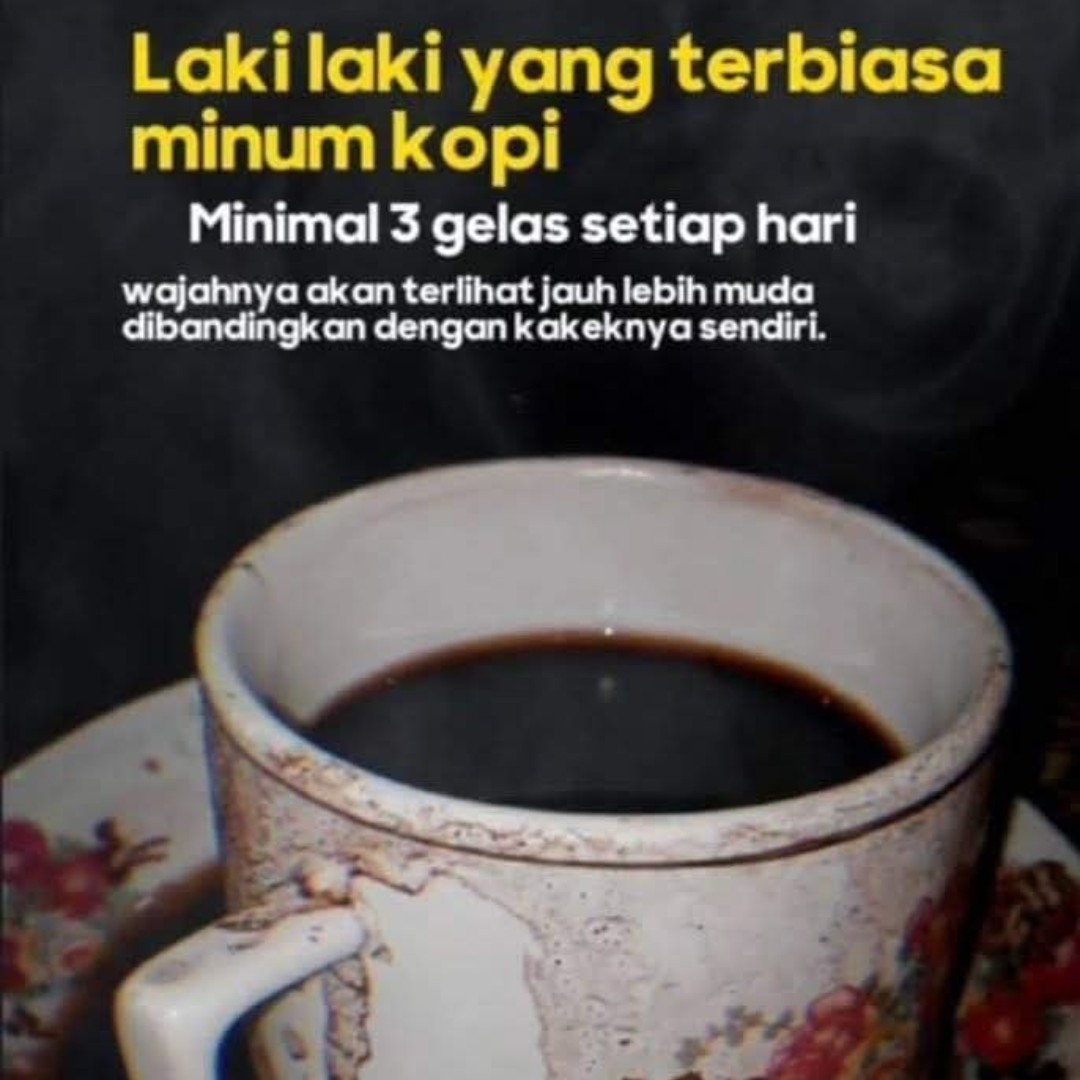 Laki laki yang terbiasa
minum kopi
Minimal 3 gelas setiap hari
wajahnya akan terlihat jauh lebih muda
dibandingkan dengan kakeknya sendiri.